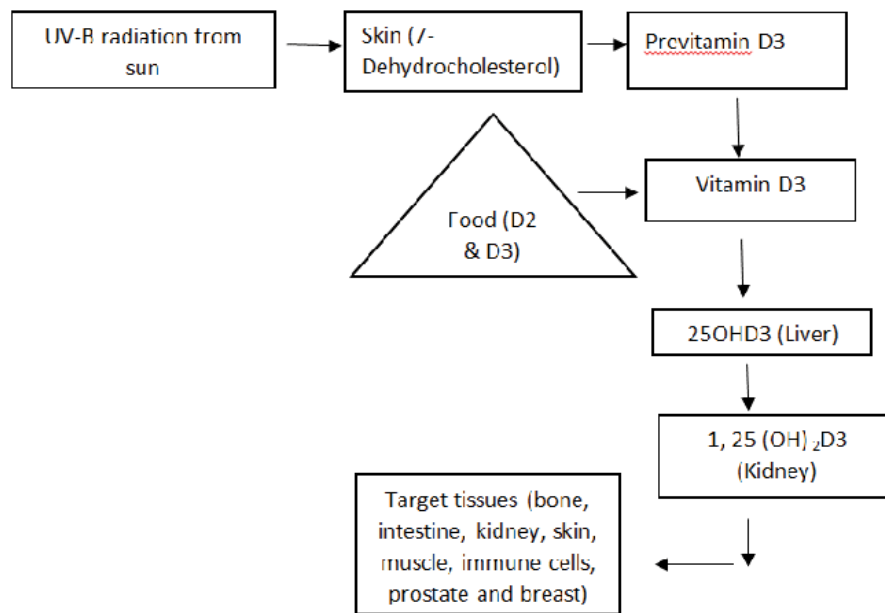 UV-B radiation from
sun
Skin (7-
Dehydrocholesterol)
Previtamin D3
Food (D2
& D3)
Vitamin D3
25OHD3 (Liver)
1, 25 (OH) ₂D3
(Kidney)
Target tissues (bone,
intestine, kidney, skin,
muscle, immune cells,
prostate and breast)